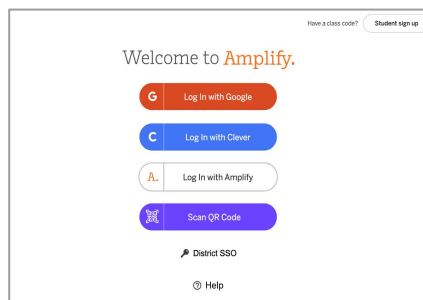 Have a class code? Student sign up
Welcome to Amplify.
G Log In with Google
C Log In with Clever
A. Log In with Amplify
Scan QR Code
District SSO
? Help